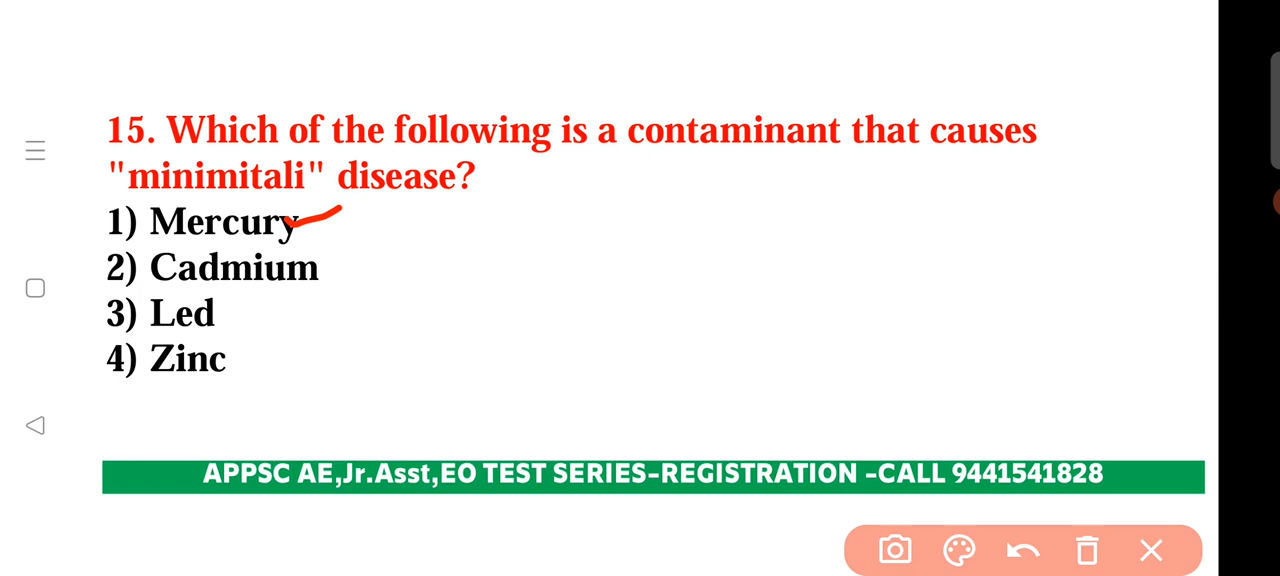 15. Which of the following is a contaminant that causes
"minimitali" disease?
1) Mercury
2) Cadmium
3) Led
4) Zinc
APPSC AE,Jr.Asst,EO TEST SERIES-REGISTRATION -CALL 9441541828